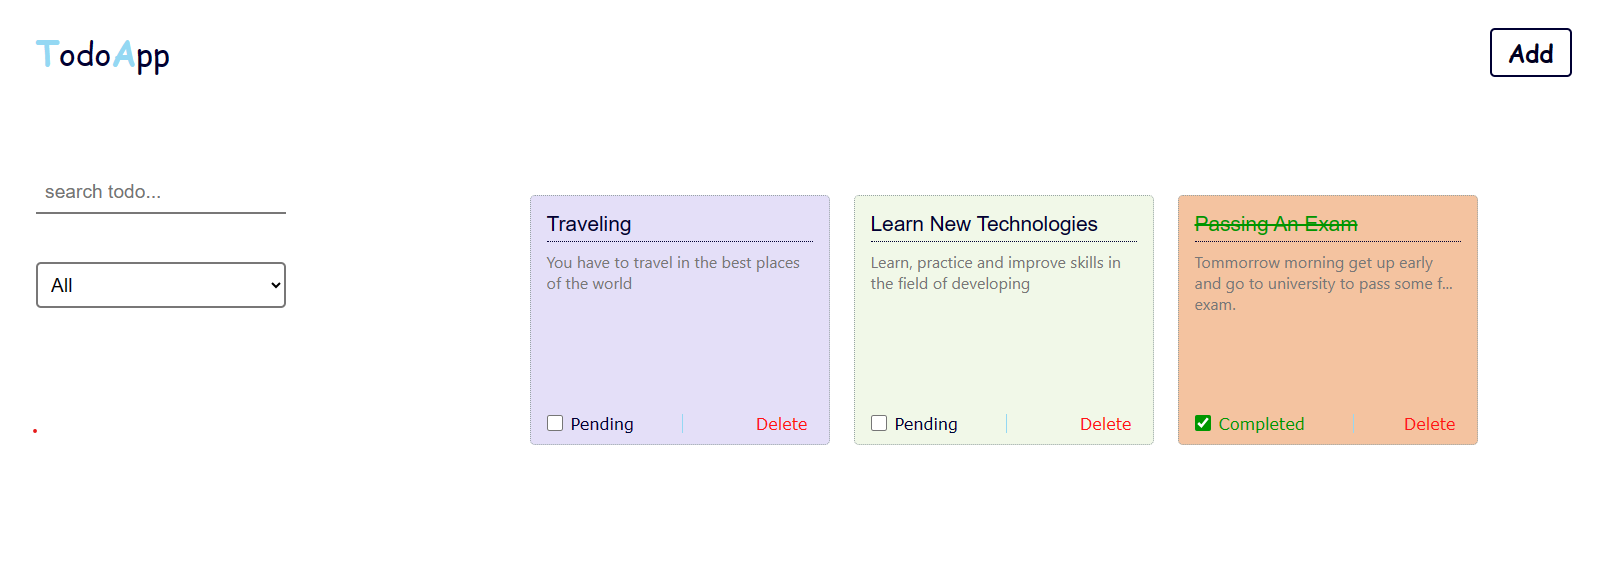 TodoApp
Add
search todo...
All
Traveling
You have to travel in the best places
of the world
Pending
Delete
Learn New Technologies
Learn, practice and improve skills in
the field of developing
Pending
Delete
Passing An Exam
Tommorrow morning get up early
and go to university to pass some f...
exam.
Completed
Delete